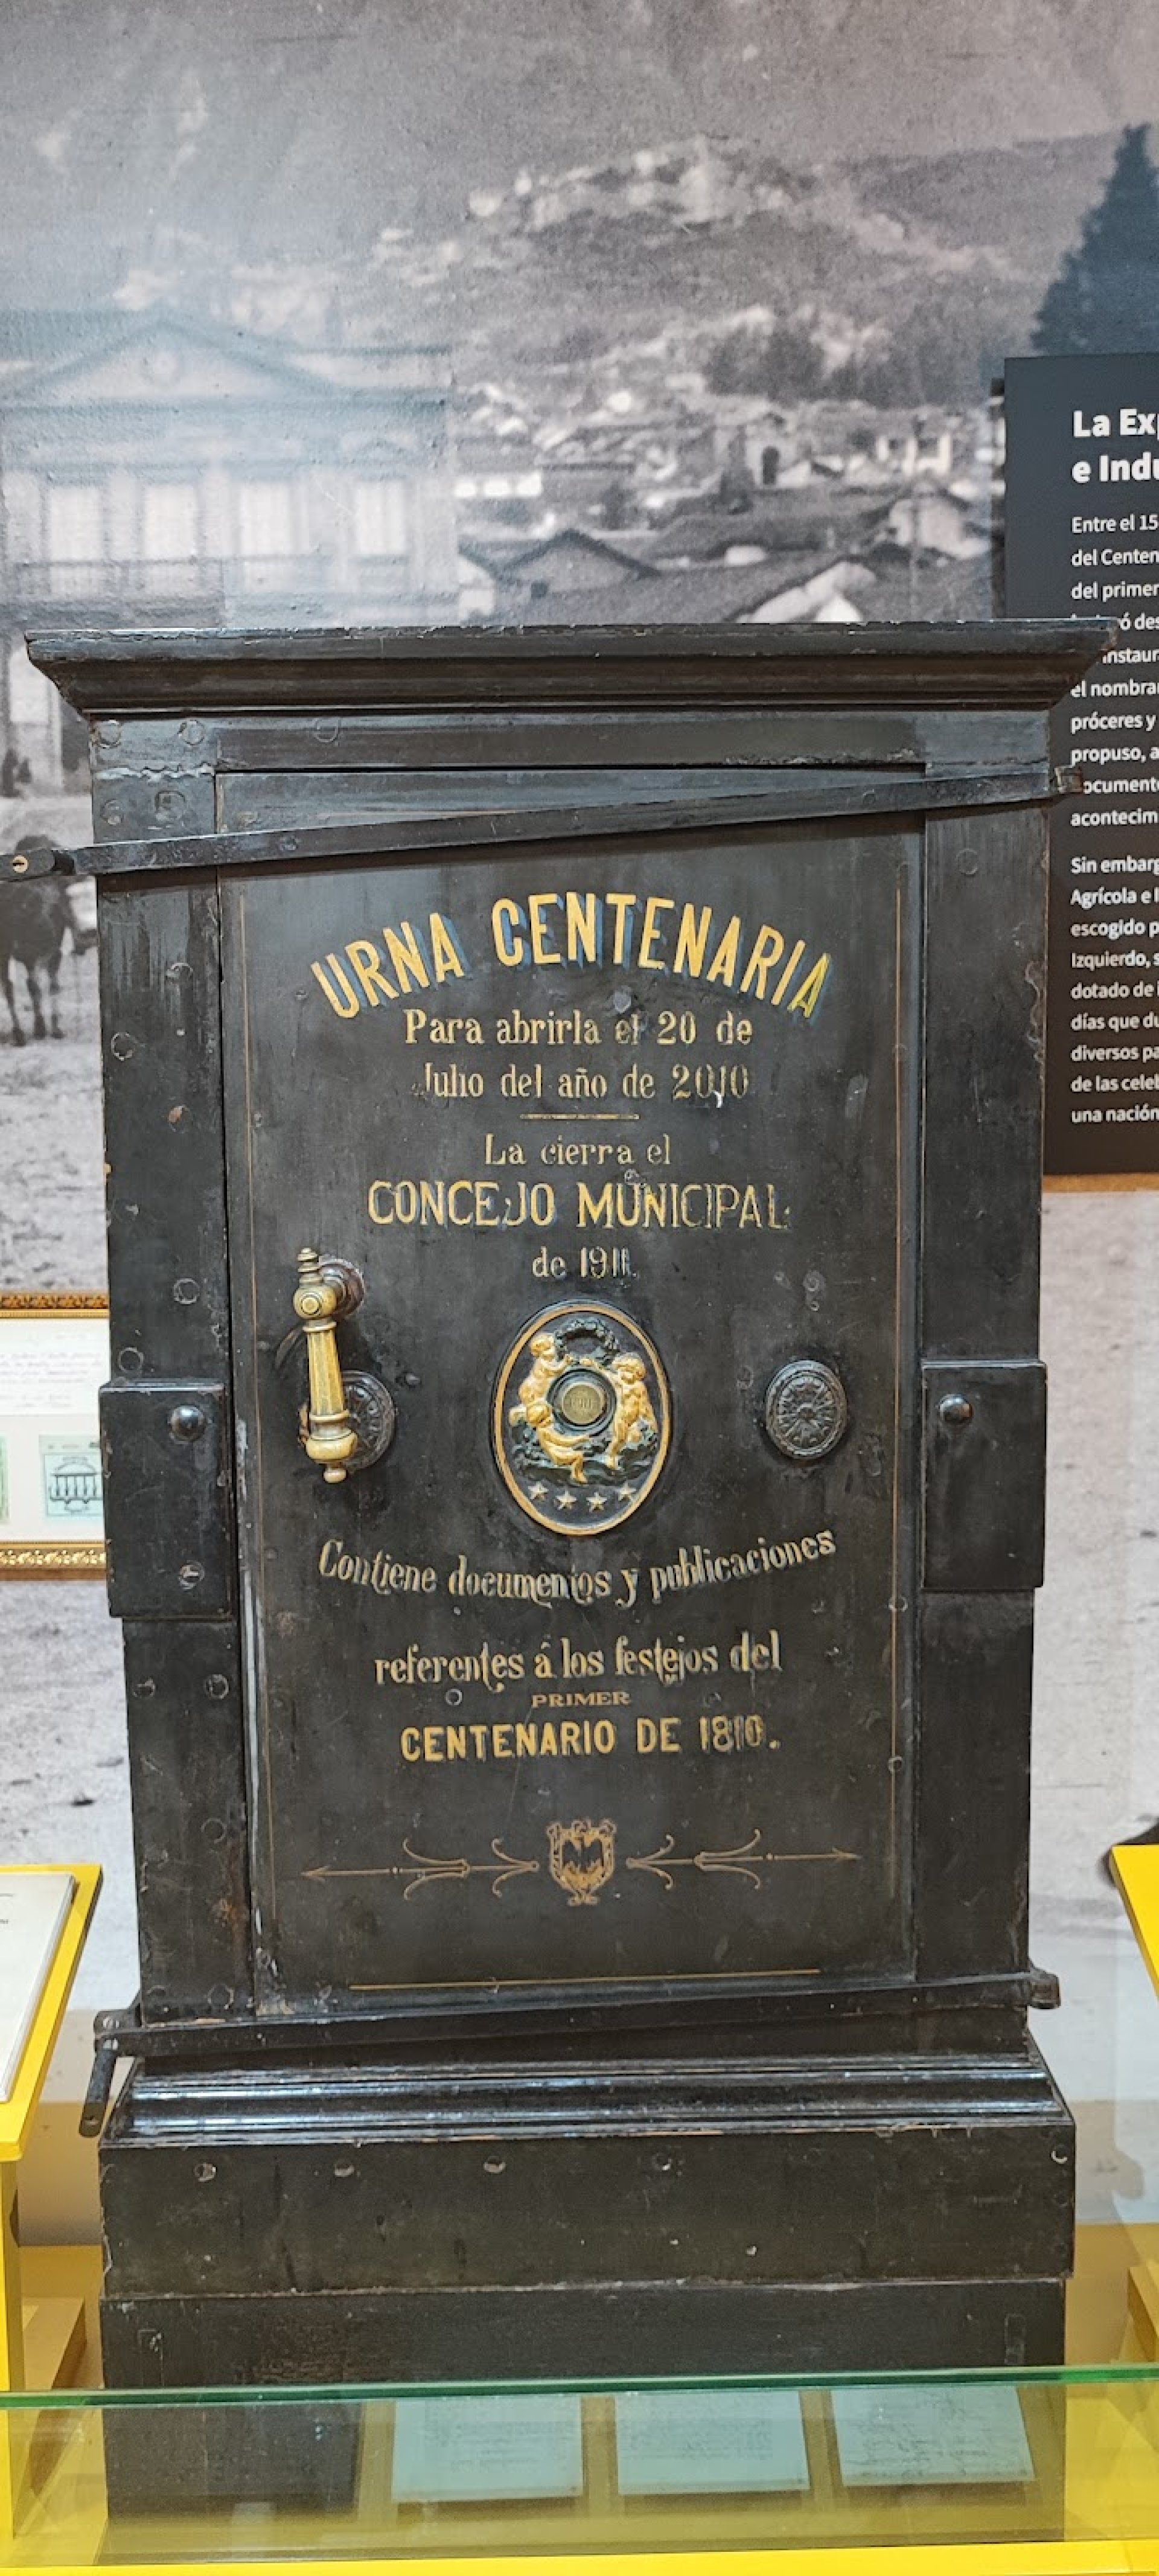 URNA CENTENARIA
Para abrirla el 20 de
Julio del año de 2010
La cierra el
CONCEJO MUNICIPAL
de 1911.
Contiene documentos y publicaciones
referentes á los festejos del
PRIMER
CENTENARIO DE 1810.
La Exp
e Indu
Entre el 15
del Centen
del primer
ó des
instaur
el nombra
próceres y
propuso, a
ocumento
acontecim
Sin embarg
Agrícola e I
escogido p
Izquierdo, s
dotado de i
días que du
diversos pa
de las celeb
una nación